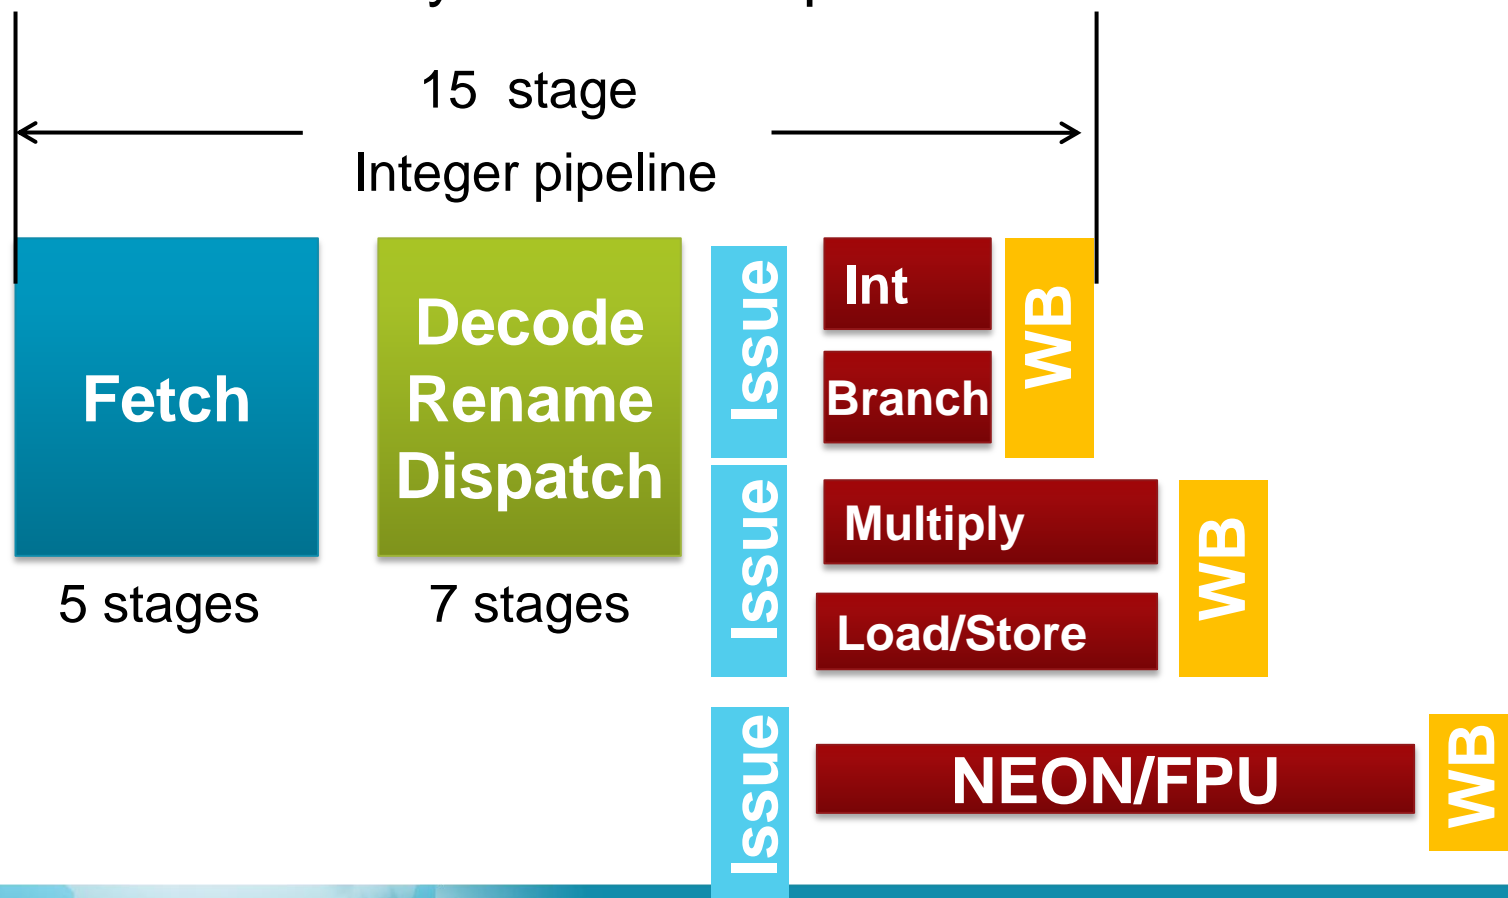 15 stage
Integer pipeline
Fetch
5 stages
Decode
Rename
Dispatch
7 stages
Issue
Int
Branch
WB
Issue
Multiply
Load/Store
WB
Issue
NEON/FPU
WB